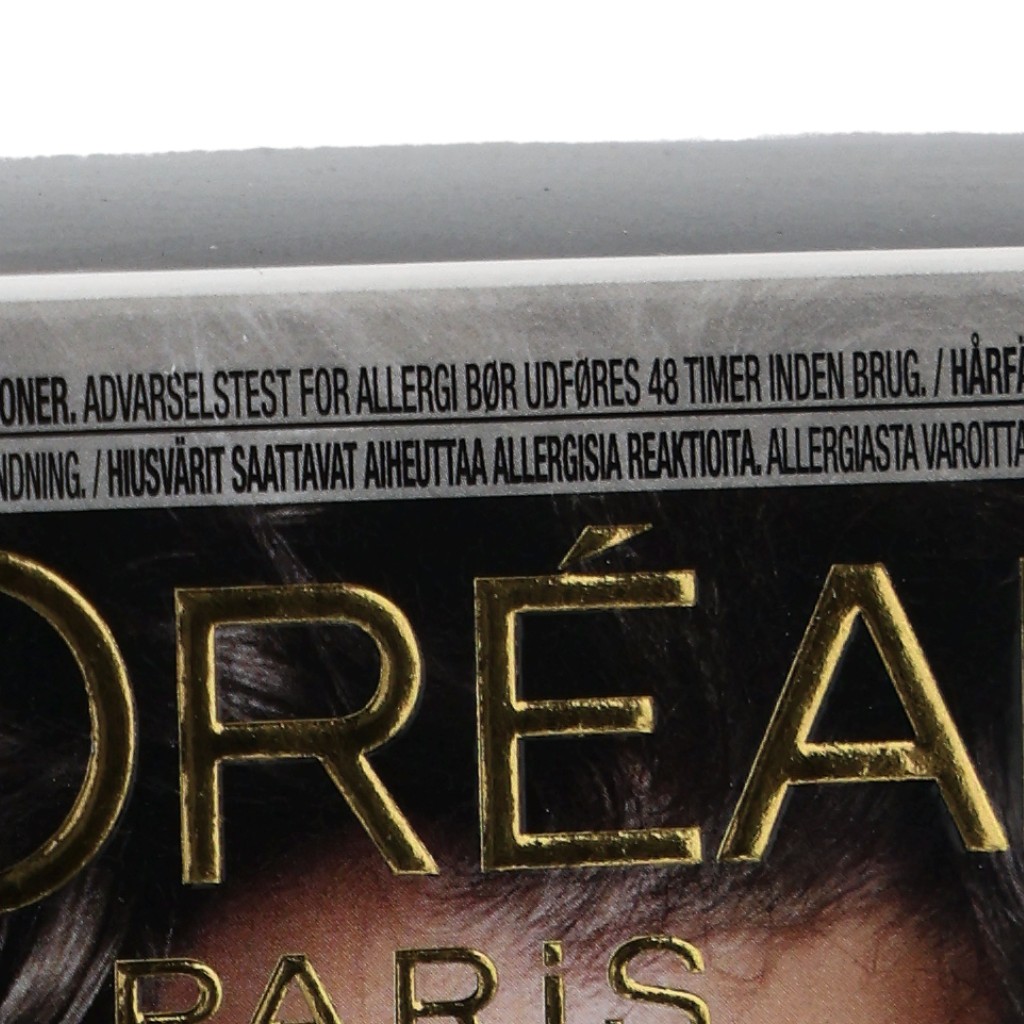 ONER. ADVARSELSTEST FOR ALLERGI BØR UDFØRES 48 TIMER INDEN BRUG. / HÅRFÄ
NDNING. / HIUSVÄRIT SAATTAVAT AIHEUTTAA ALLERGISIA REAKTIOITA. ALLERGIASTA VAROITTA
ORÉA
PARiS